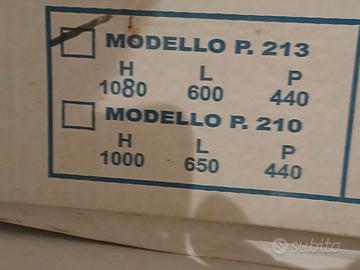 MODELLO P. 213
H L P
1080 600 440
MODELLO P. 210
H L P
1000 650 440
subito